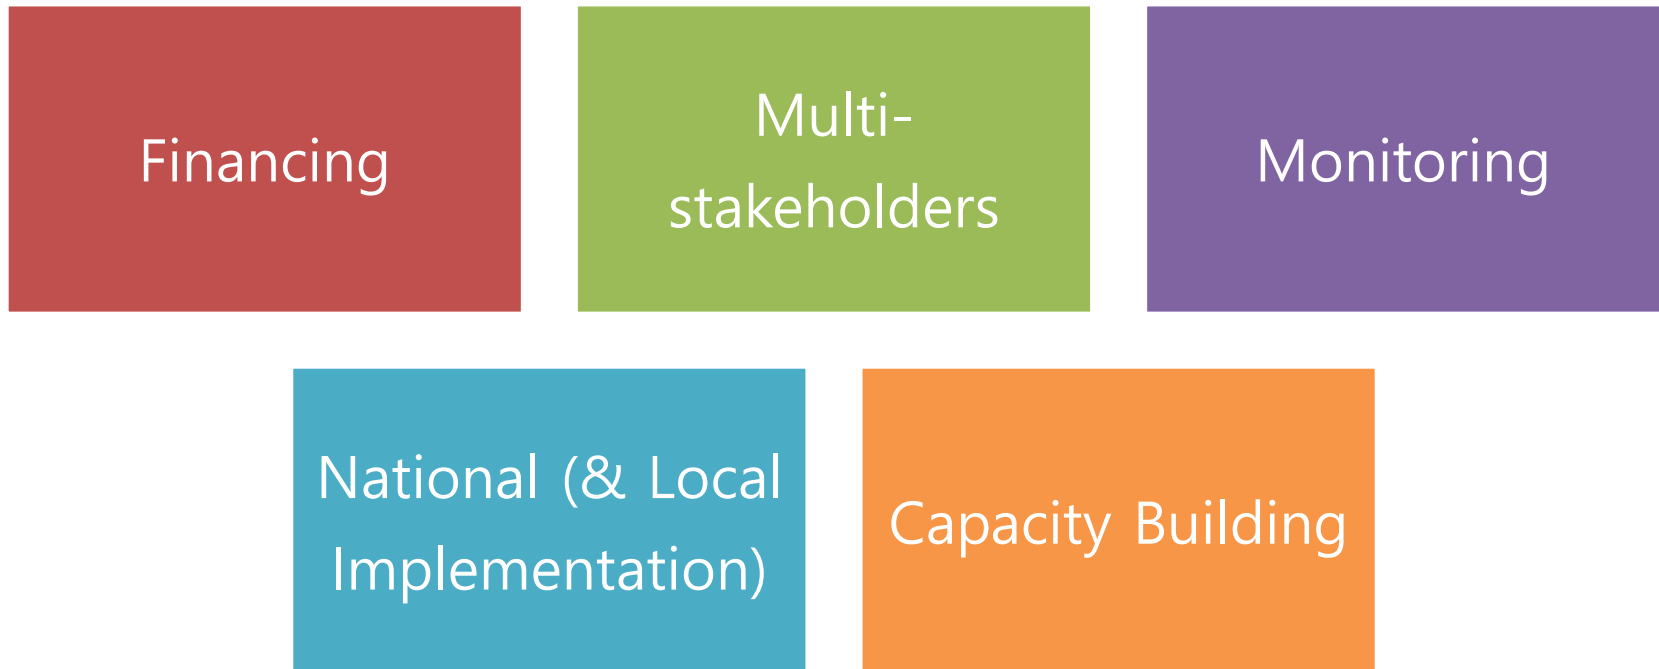 Financing
Multi-
stakeholders
Monitoring
National (& Local
Implementation)
Capacity Building